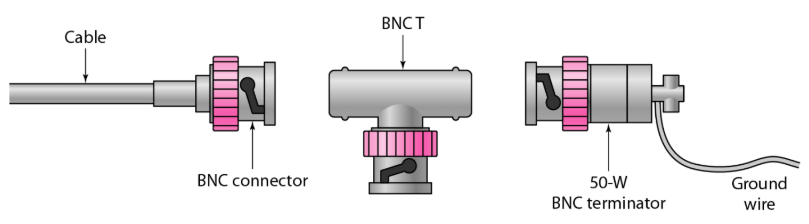 Cable
BNC T
BNC connector
50-W
BNC terminator
Ground
wire